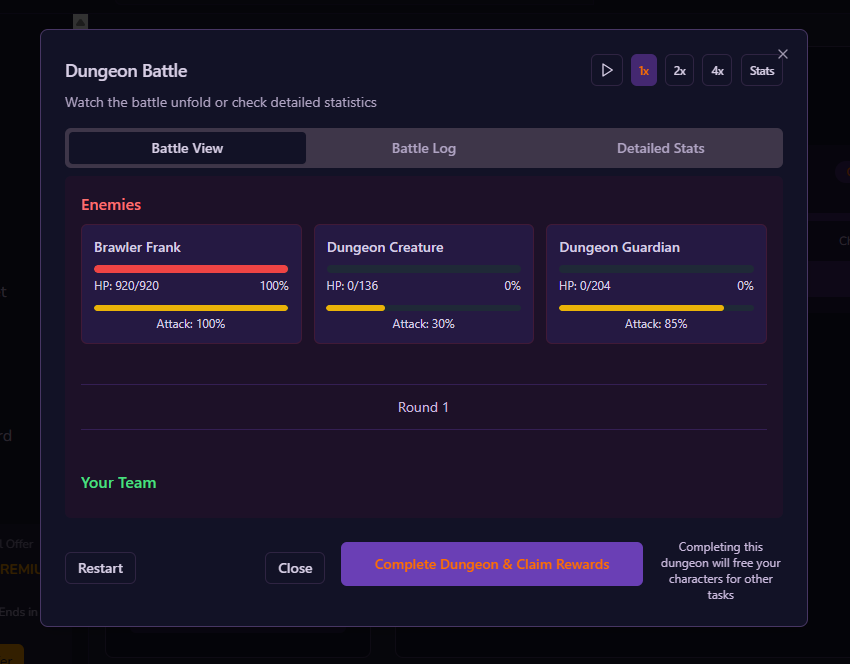 Dungeon Battle
1x
2x
4x
Stats
Watch the battle unfold or check detailed statistics
Battle View
Battle Log
Detailed Stats
Enemies
Brawler Frank
HP: 920/920
100%
Attack: 100%
Dungeon Creature
HP: 0/136
0%
Attack: 30%
Dungeon Guardian
HP: 0/204
0%
Attack: 85%
Round 1
Your Team
Restart
Close
Complete Dungeon & Claim Rewards
Completing this
dungeon will free your
characters for other
tasks
Offer
Ends in